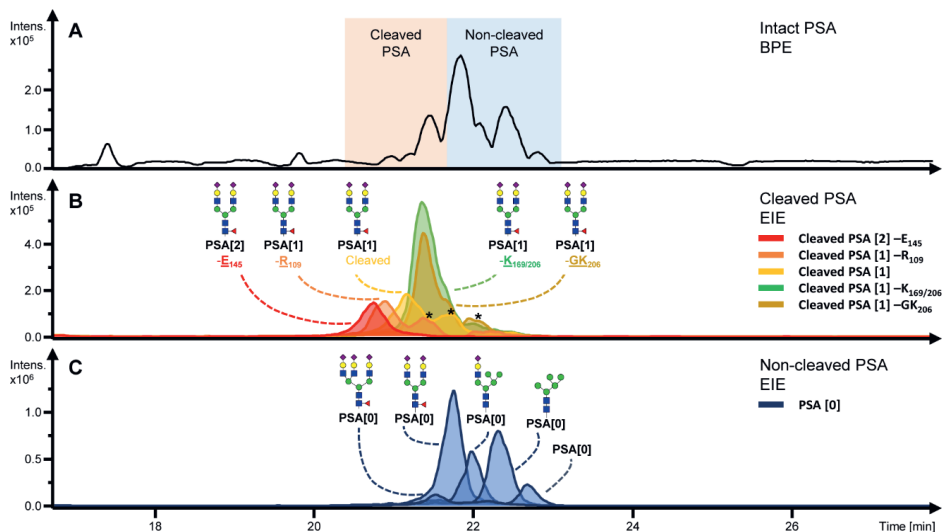 Intens.
x10⁵
A
Cleaved
PSA
Non-cleaved
PSA
Intact PSA
BPE
2.0
1.0
0.0
Intens.
x10⁵
B
PSA[2]
-E₁₄₅
PSA[1]
-R₁₀₉
PSA[1]
Cleaved
PSA[1]
-K₁₆₉/₂₀₆
PSA[1]
-GK₂₀₆
Cleaved PSA
EIE
Cleaved PSA [2] –E₁₄₅
Cleaved PSA [1] –R₁₀₉
Cleaved PSA [1]
Cleaved PSA [1] –K₁₆₉/₂₀₆
Cleaved PSA [1] –GK₂₀₆
4.0
2.0
0.0
* * *
Intens.
x10⁶
C
PSA[0]
PSA[0]
PSA[0]
PSA[0]
PSA[0]
Non-cleaved PSA
EIE
PSA [0]
1.0
0.5
0.0
18
20
22
24
26
Time [min]